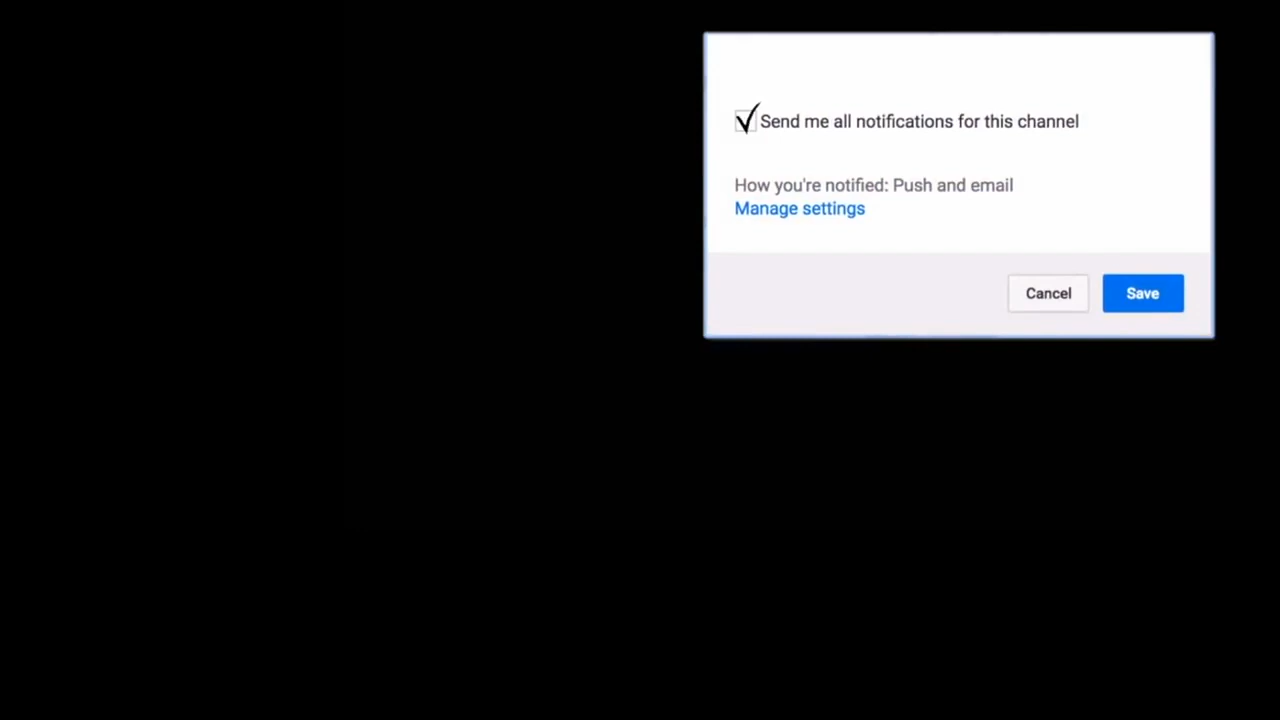 Send me all notifications for this channel
How you're notified: Push and email
Manage settings
Cancel
Save